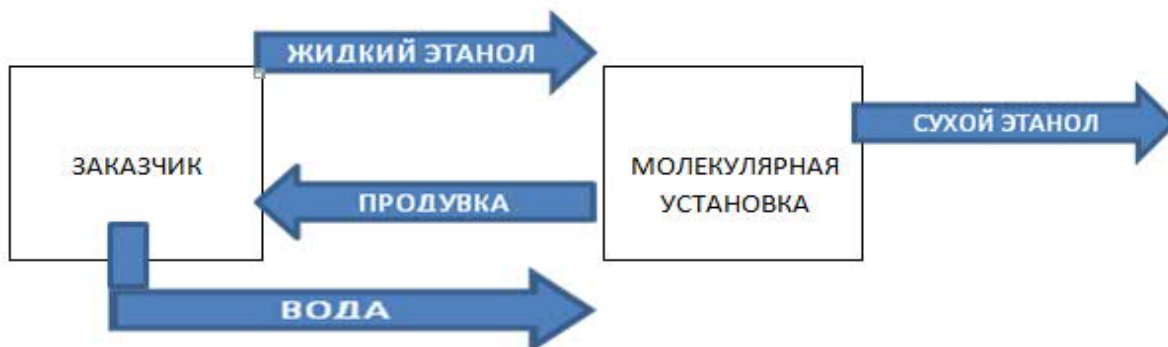 ЖИДКИЙ ЭТАНОЛ
ЗАКАЗЧИК
МОЛЕКУЛЯРНАЯ
УСТАНОВКА
СУХОЙ ЭТАНОЛ
ПРОДУВКА
ВОДА